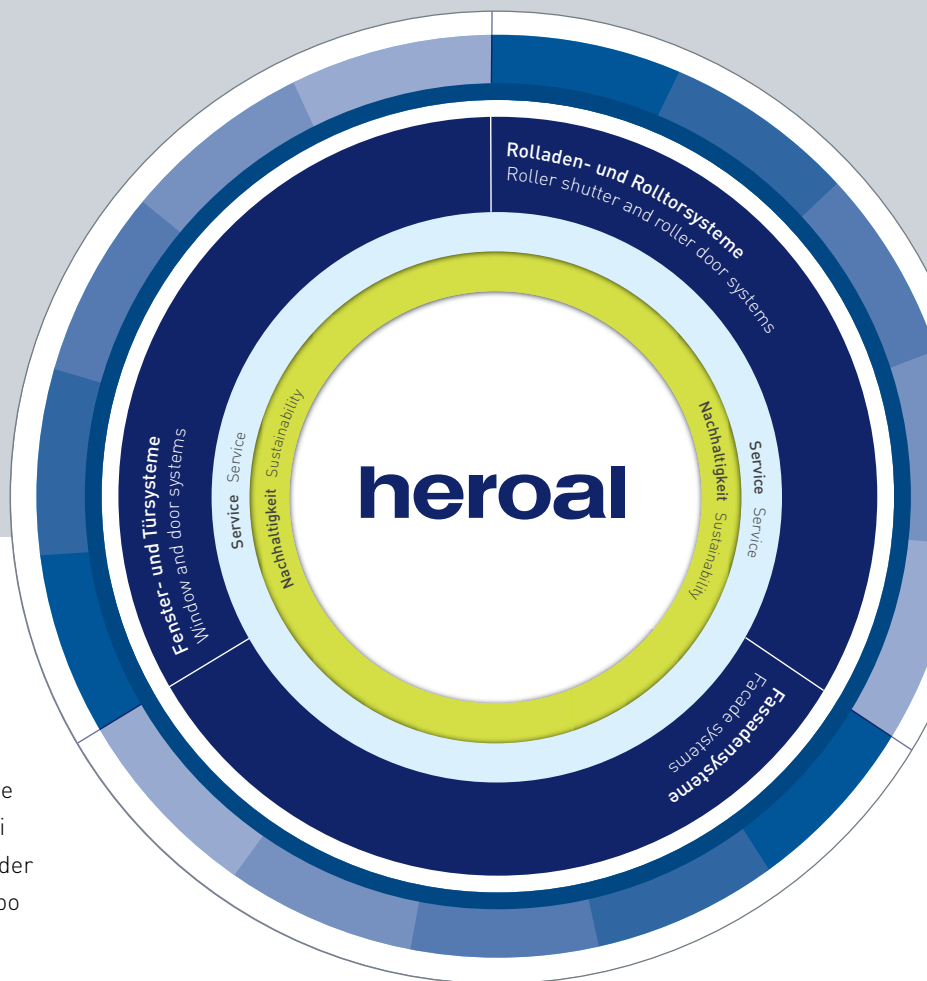 Rolladen- und Rolltorsysteme
Roller shutter and roller door systems
Fenster- und Türsysteme
Window and door systems
Service Service
Nachhaltigkeit Sustainability
heroal
Nachhaltigkeit Sustainability
Service Service
Fassadensysteme
Facade systems